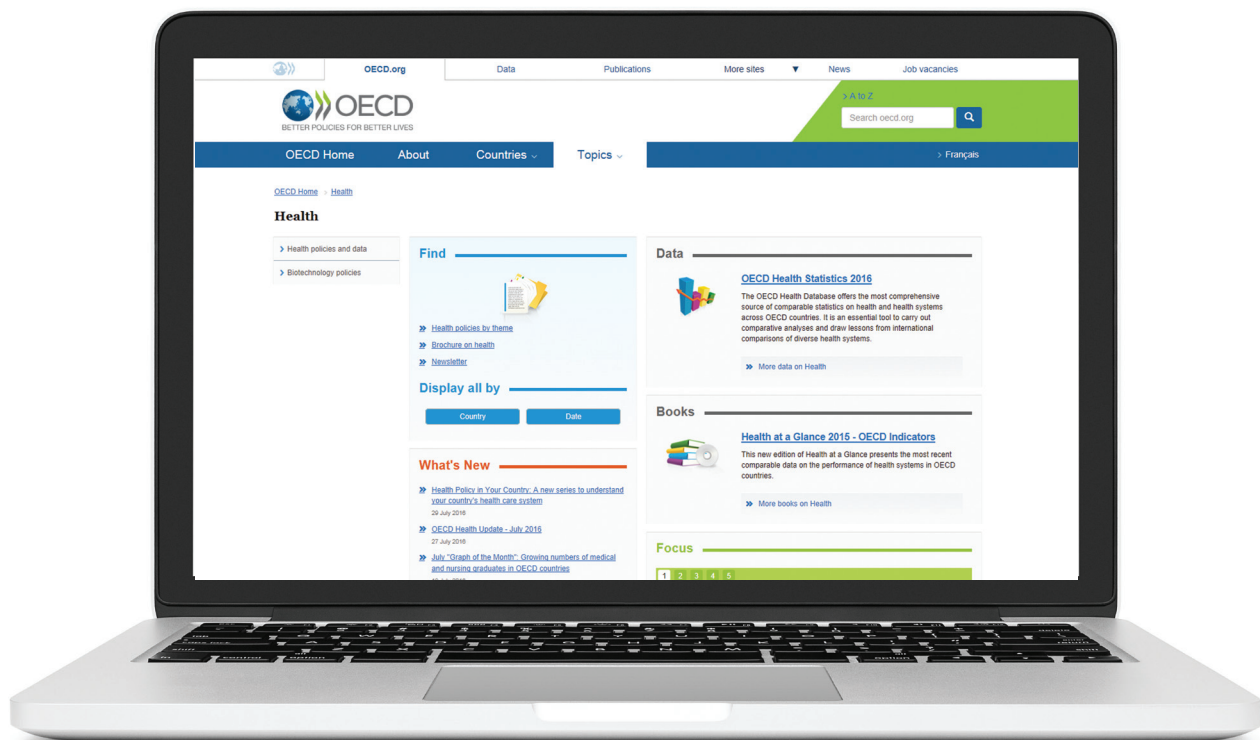 OECD.org
Data
Publications
More sites ▼
News
Job vacancies
OECD
BETTER POLICIES FOR BETTER LIVES
> A to Z
Search oecd.org
OECD Home
About
Countries
Topics
> Français
OECD Home > Health
Health
> Health policies and data
> Biotechnology policies
Find
» Health policies by theme
» Brochure on health
» Newsletter
Display all by
Country
Date
What's New
» Health Policy in Your Country: A new series to understand
your country's health care system
29 July 2016
» OECD Health Update - July 2016
27 July 2016
» July "Graph of the Month": Growing numbers of medical
and nursing graduates in OECD countries
Data
OECD Health Statistics 2016
The OECD Health Database offers the most comprehensive
source of comparable statistics on health and health systems
across OECD countries. It is an essential tool to carry out
comparative analyses and draw lessons from international
comparisons of diverse health systems.
» More data on Health
Books
Health at a Glance 2015 - OECD Indicators
This new edition of Health at a Glance presents the most recent
comparable data on the performance of health systems in OECD
countries.
» More books on Health
Focus
1 2 3 4 5
control
option
option